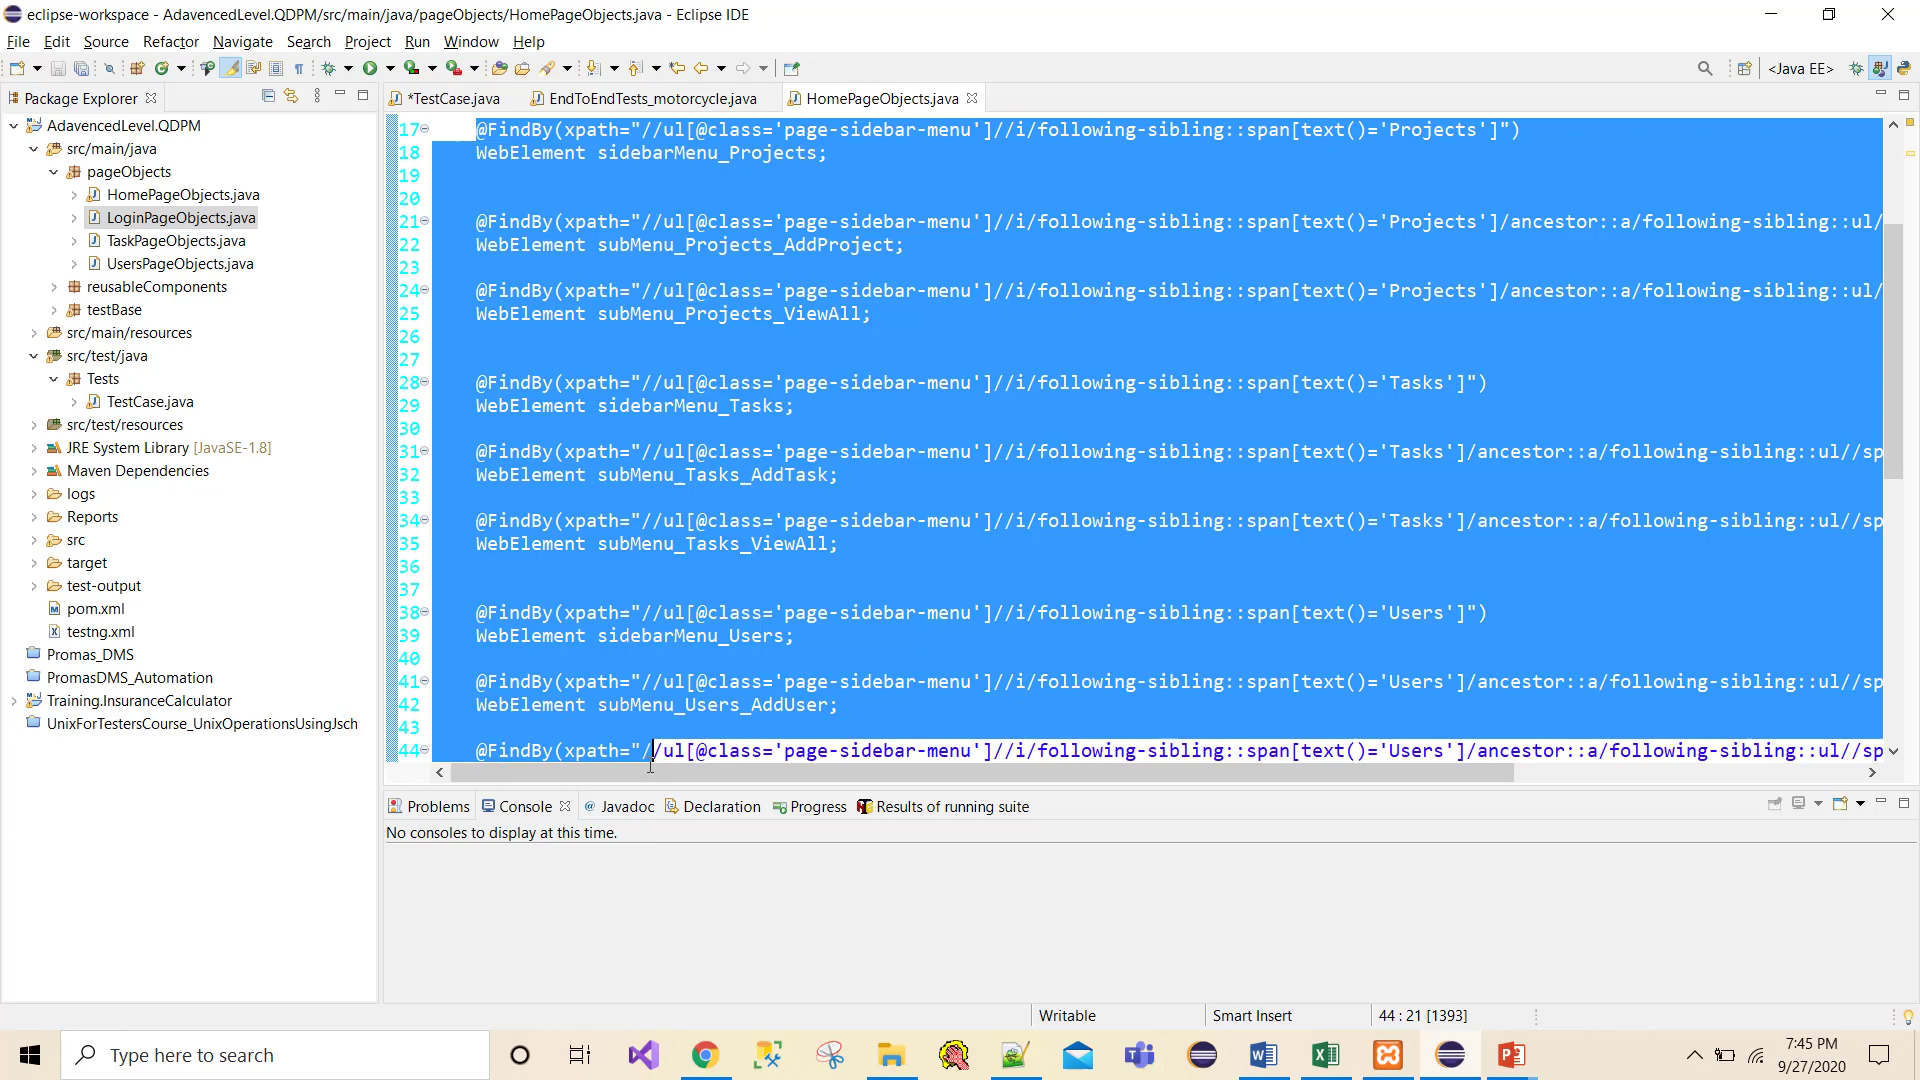 eclipse-workspace - AdavencedLevel.QDPM/src/main/java/pageObjects/HomePageObjects.java - Eclipse IDE
File Edit Source Refactor Navigate Search Project Run Window Help
<Java EE>
Package Explorer
*TestCase.java EndToEndTests_motorcycle.java HomePageObjects.java
AdavencedLevel.QDPM
src/main/java
pageObjects
HomePageObjects.java
LoginPageObjects.java
TaskPageObjects.java
UsersPageObjects.java
reusableComponents
testBase
src/main/resources
src/test/java
Tests
TestCase.java
src/test/resources
JRE System Library [JavaSE-1.8]
Maven Dependencies
logs
Reports
src
target
test-output
pom.xml
testng.xml
Promas_DMS
PromasDMS_Automation
Training.InsuranceCalculator
UnixForTestersCourse_UnixOperationsUsingJsch
17 @FindBy(xpath="//ul[@class='page-sidebar-menu']//i/following-sibling::span[text()='Projects']")
18 WebElement sidebarMenu_Projects;
19
20
21 @FindBy(xpath="//ul[@class='page-sidebar-menu']//i/following-sibling::span[text()='Projects']/ancestor::a/following-sibling::ul/
22 WebElement subMenu_Projects_AddProject;
23
24 @FindBy(xpath="//ul[@class='page-sidebar-menu']//i/following-sibling::span[text()='Projects']/ancestor::a/following-sibling::ul/
25 WebElement subMenu_Projects_ViewAll;
26
27
28 @FindBy(xpath="//ul[@class='page-sidebar-menu']//i/following-sibling::span[text()='Tasks']")
29 WebElement sidebarMenu_Tasks;
30
31 @FindBy(xpath="//ul[@class='page-sidebar-menu']//i/following-sibling::span[text()='Tasks']/ancestor::a/following-sibling::ul//sp
32 WebElement subMenu_Tasks_AddTask;
33
34 @FindBy(xpath="//ul[@class='page-sidebar-menu']//i/following-sibling::span[text()='Tasks']/ancestor::a/following-sibling::ul//sp
35 WebElement subMenu_Tasks_ViewAll;
36
37
38 @FindBy(xpath="//ul[@class='page-sidebar-menu']//i/following-sibling::span[text()='Users']")
39 WebElement sidebarMenu_Users;
40
41 @FindBy(xpath="//ul[@class='page-sidebar-menu']//i/following-sibling::span[text()='Users']/ancestor::a/following-sibling::ul//sp
42 WebElement subMenu_Users_AddUser;
43
44 @FindBy(xpath="//ul[@class='page-sidebar-menu']//i/following-sibling::span[text()='Users']/ancestor::a/following-sibling::ul//sp
Problems Console Javadoc Declaration Progress Results of running suite
No consoles to display at this time.
Writable Smart Insert 44 : 21 [1393]
Type here to search
7:45 PM
9/27/2020